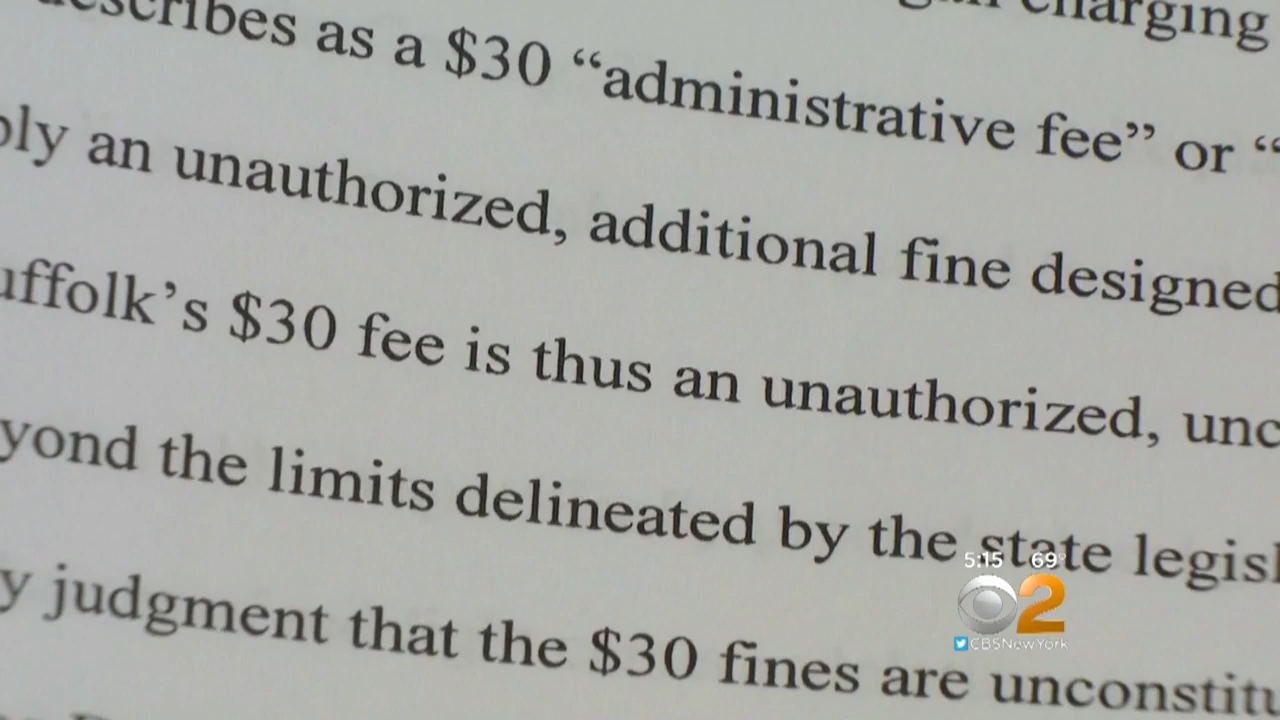 escribes as a $30 “administrative fee” or “
charging
ply an unauthorized, additional fine designed
uffolk’s $30 fee is thus an unauthorized, unc
yond the limits delineated by the state legisl
y judgment that the $30 fines are unconstitu
5:15 69°
2
CBSNewYork